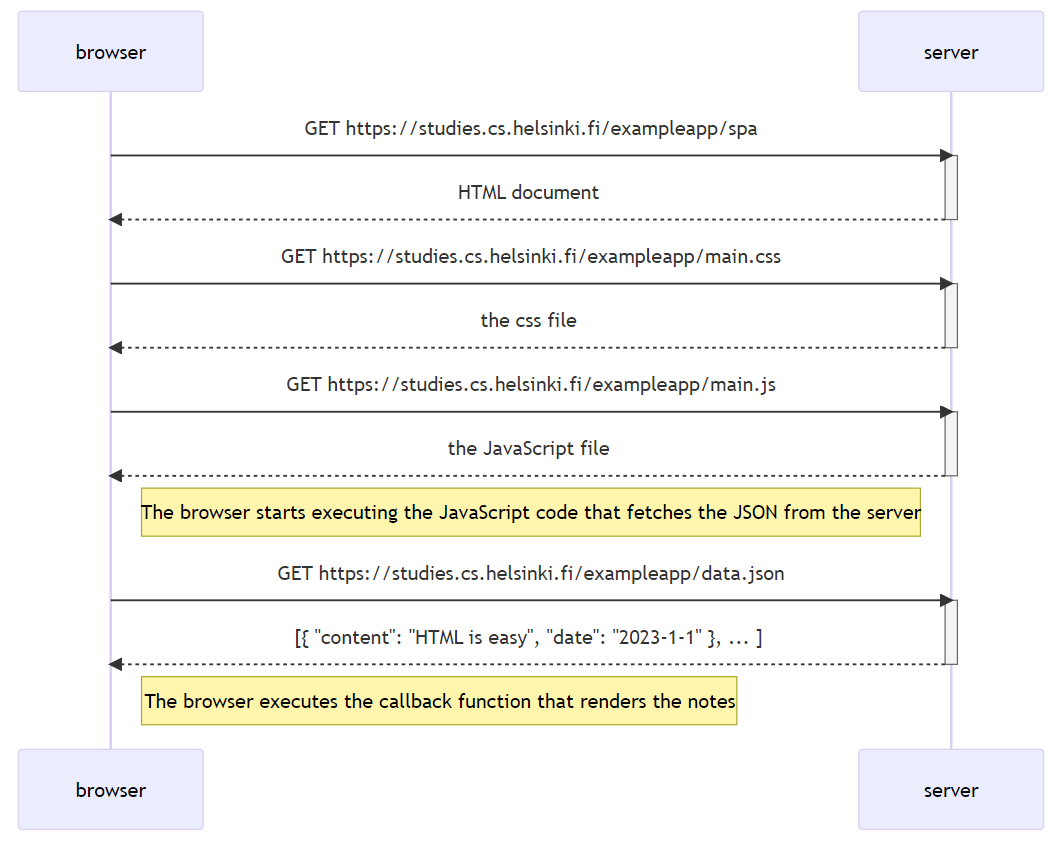 browser
server
GET https://studies.cs.helsinki.fi/exampleapp/spa
HTML document
GET https://studies.cs.helsinki.fi/exampleapp/main.css
the css file
GET https://studies.cs.helsinki.fi/exampleapp/main.js
the JavaScript file
The browser starts executing the JavaScript code that fetches the JSON from the server
GET https://studies.cs.helsinki.fi/exampleapp/data.json
[{ "content": "HTML is easy", "date": "2023-1-1" }, ... ]
The browser executes the callback function that renders the notes
browser
server